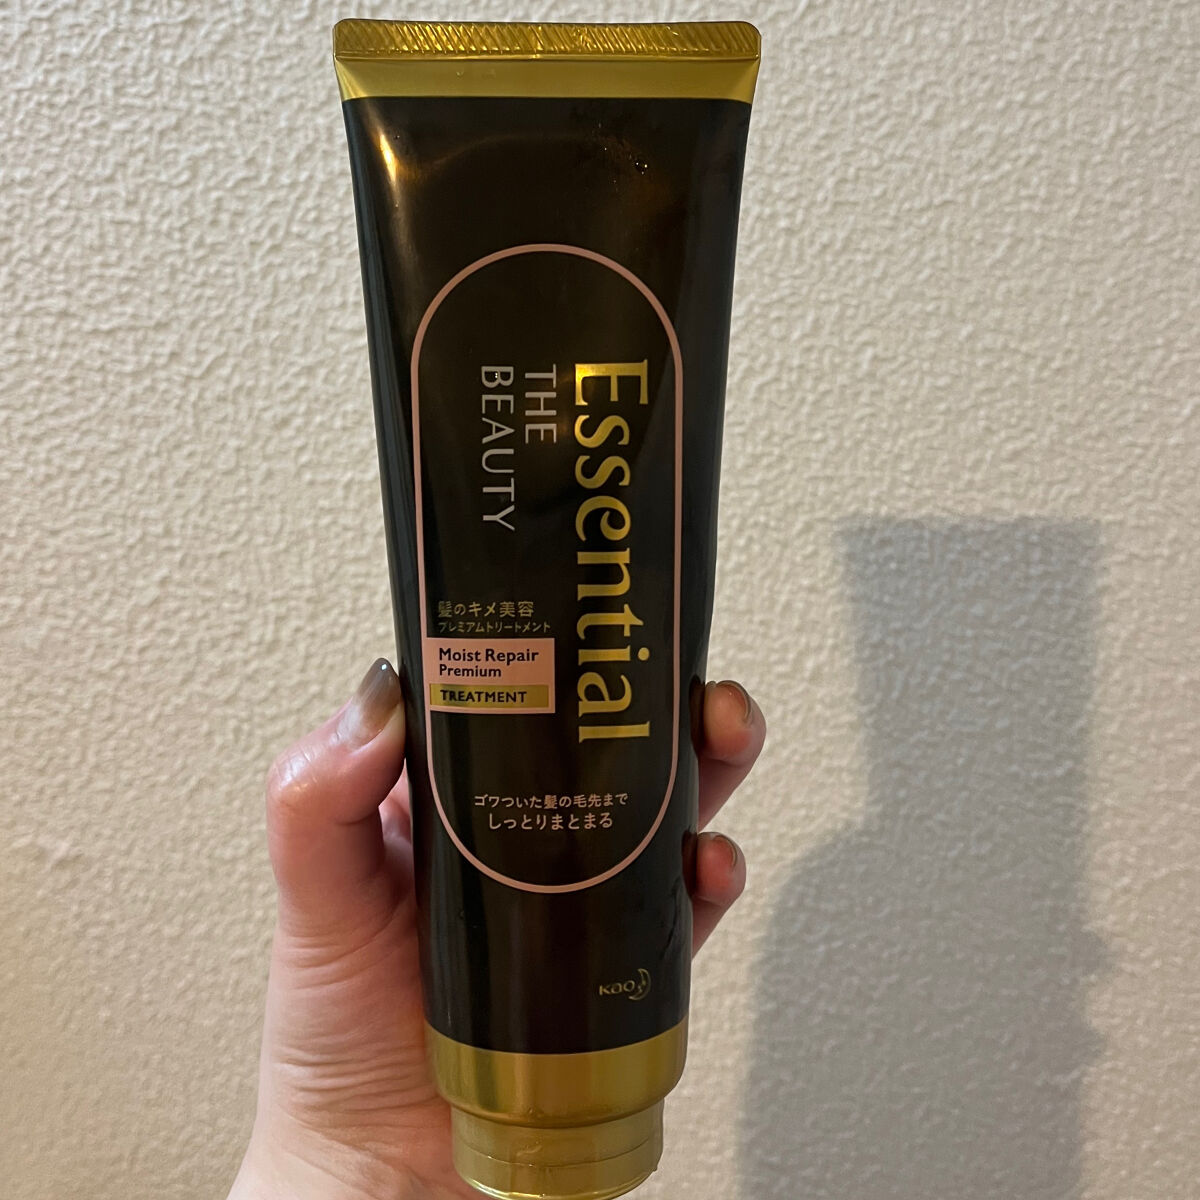 Essential
THE
BEAUTY
髪のキメ美容
プレミアムトリートメント
Moist Repair
Premium
TREATMENT
ゴワついた髪の毛先まで
しっとりまとまる
Kao